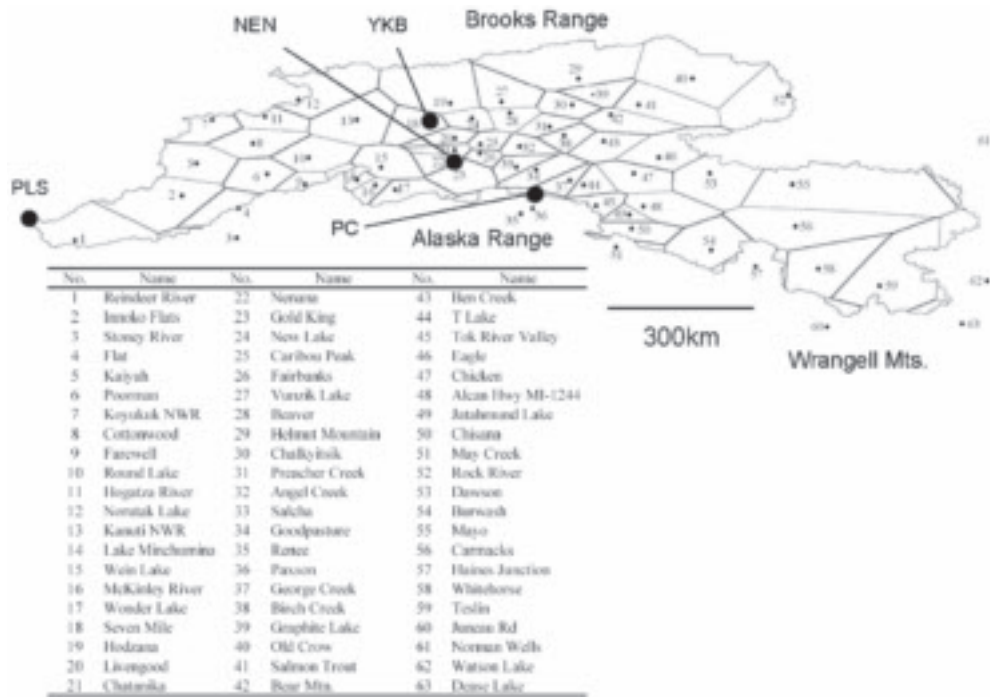 NEN YKB Brooks Range
PLS
PC
Alaska Range
300km
Wrangell Mts.
No. Name No. Name No. Name
1 Reindeer River 22 Nenana 43 Ben Creek
2 Innoko Flats 23 Gold King 44 T Lake
3 Stoney River 24 New Lake 45 Tok River Valley
4 Flat 25 Caribou Peak 46 Eagle
5 Kaiyah 26 Fairbanks 47 Chicken
6 Poorman 27 Vunzik Lake 48 Alcan Hwy MI-1244
7 Koyukuk NWR 28 Beaver 49 Jatahmund Lake
8 Cottonwood 29 Helmut Mountain 50 Chisana
9 Farewell 30 Chalkyitsik 51 May Creek
10 Round Lake 31 Preacher Creek 52 Rock River
11 Hogatza River 32 Angel Creek 53 Dawson
12 Norutak Lake 33 Salcha 54 Burwash
13 Kanuti NWR 34 Goodpasture 55 Mayo
14 Lake Minchumina 35 Renee 56 Carmacks
15 Wein Lake 36 Paxson 57 Haines Junction
16 McKinley River 37 George Creek 58 Whitehorse
17 Wonder Lake 38 Birch Creek 59 Teslin
18 Seven Mile 39 Graphite Lake 60 Juneau Rd
19 Hodzana 40 Old Crow 61 Norman Wells
20 Livengood 41 Salmon Trout 62 Watson Lake
21 Chatanika 42 Bear Mtn. 63 Dease Lake